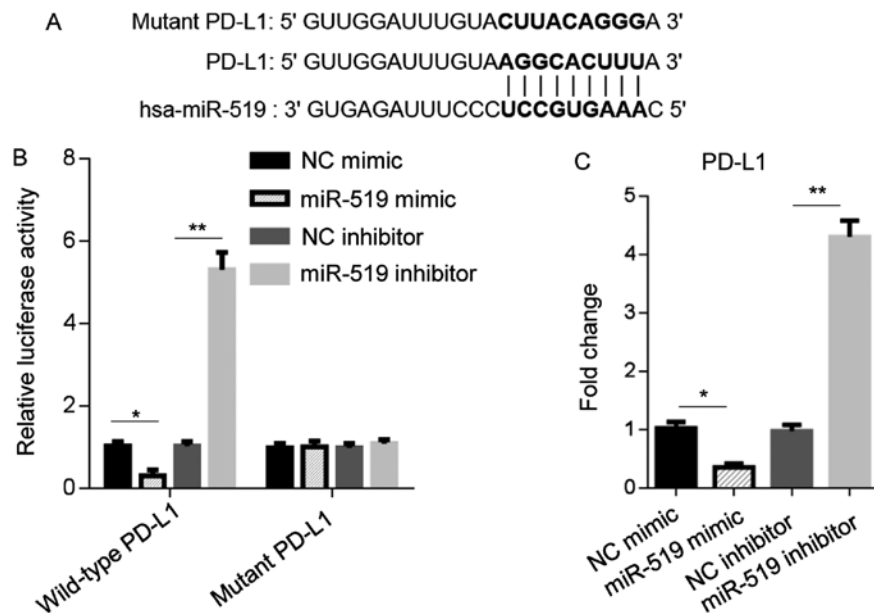 A
Mutant PD-L1: 5' GUUGGAUUUGUACUUACAGGGA 3'
PD-L1: 5' GUUGGAUUUGUAAGGCACUUUA 3'
hsa-miR-519 : 3' GUGAGAUUUCCCUCCGUGAAAC 5'
B
Relative luciferase activity
8
6
4
2
0
NC mimic
miR-519 mimic
NC inhibitor
miR-519 inhibitor
*
**
Wild-type PD-L1
Mutant PD-L1
C
PD-L1
Fold change
5
4
3
2
1
0
*
**
NC mimic
miR-519 mimic
NC inhibitor
miR-519 inhibitor